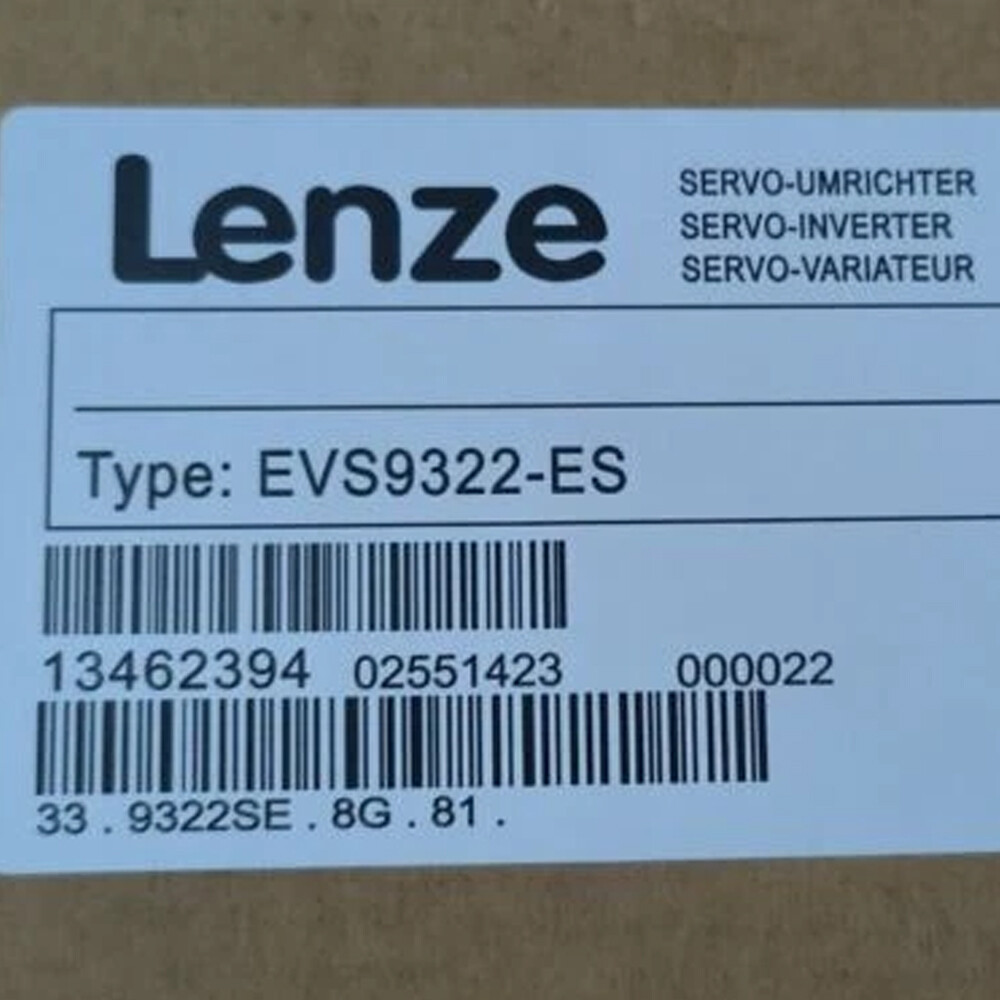 Lenze
SERVO-UMRICHTER
SERVO-INVERTER
SERVO-VARIATEUR
Type: EVS9322-ES
13462394 02551423 000022
33 . 9322SE . 8G . 81 .